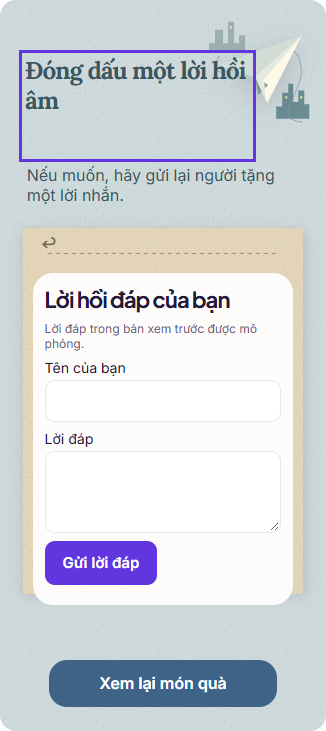 Đóng dấu một lời hồi
âm
Nếu muốn, hãy gửi lại người tặng
một lời nhắn.
Lời hồi đáp của bạn
Lời đáp trong bản xem trước được mô
phỏng.
Tên của bạn
Lời đáp
Gửi lời đáp
Xem lại món quà